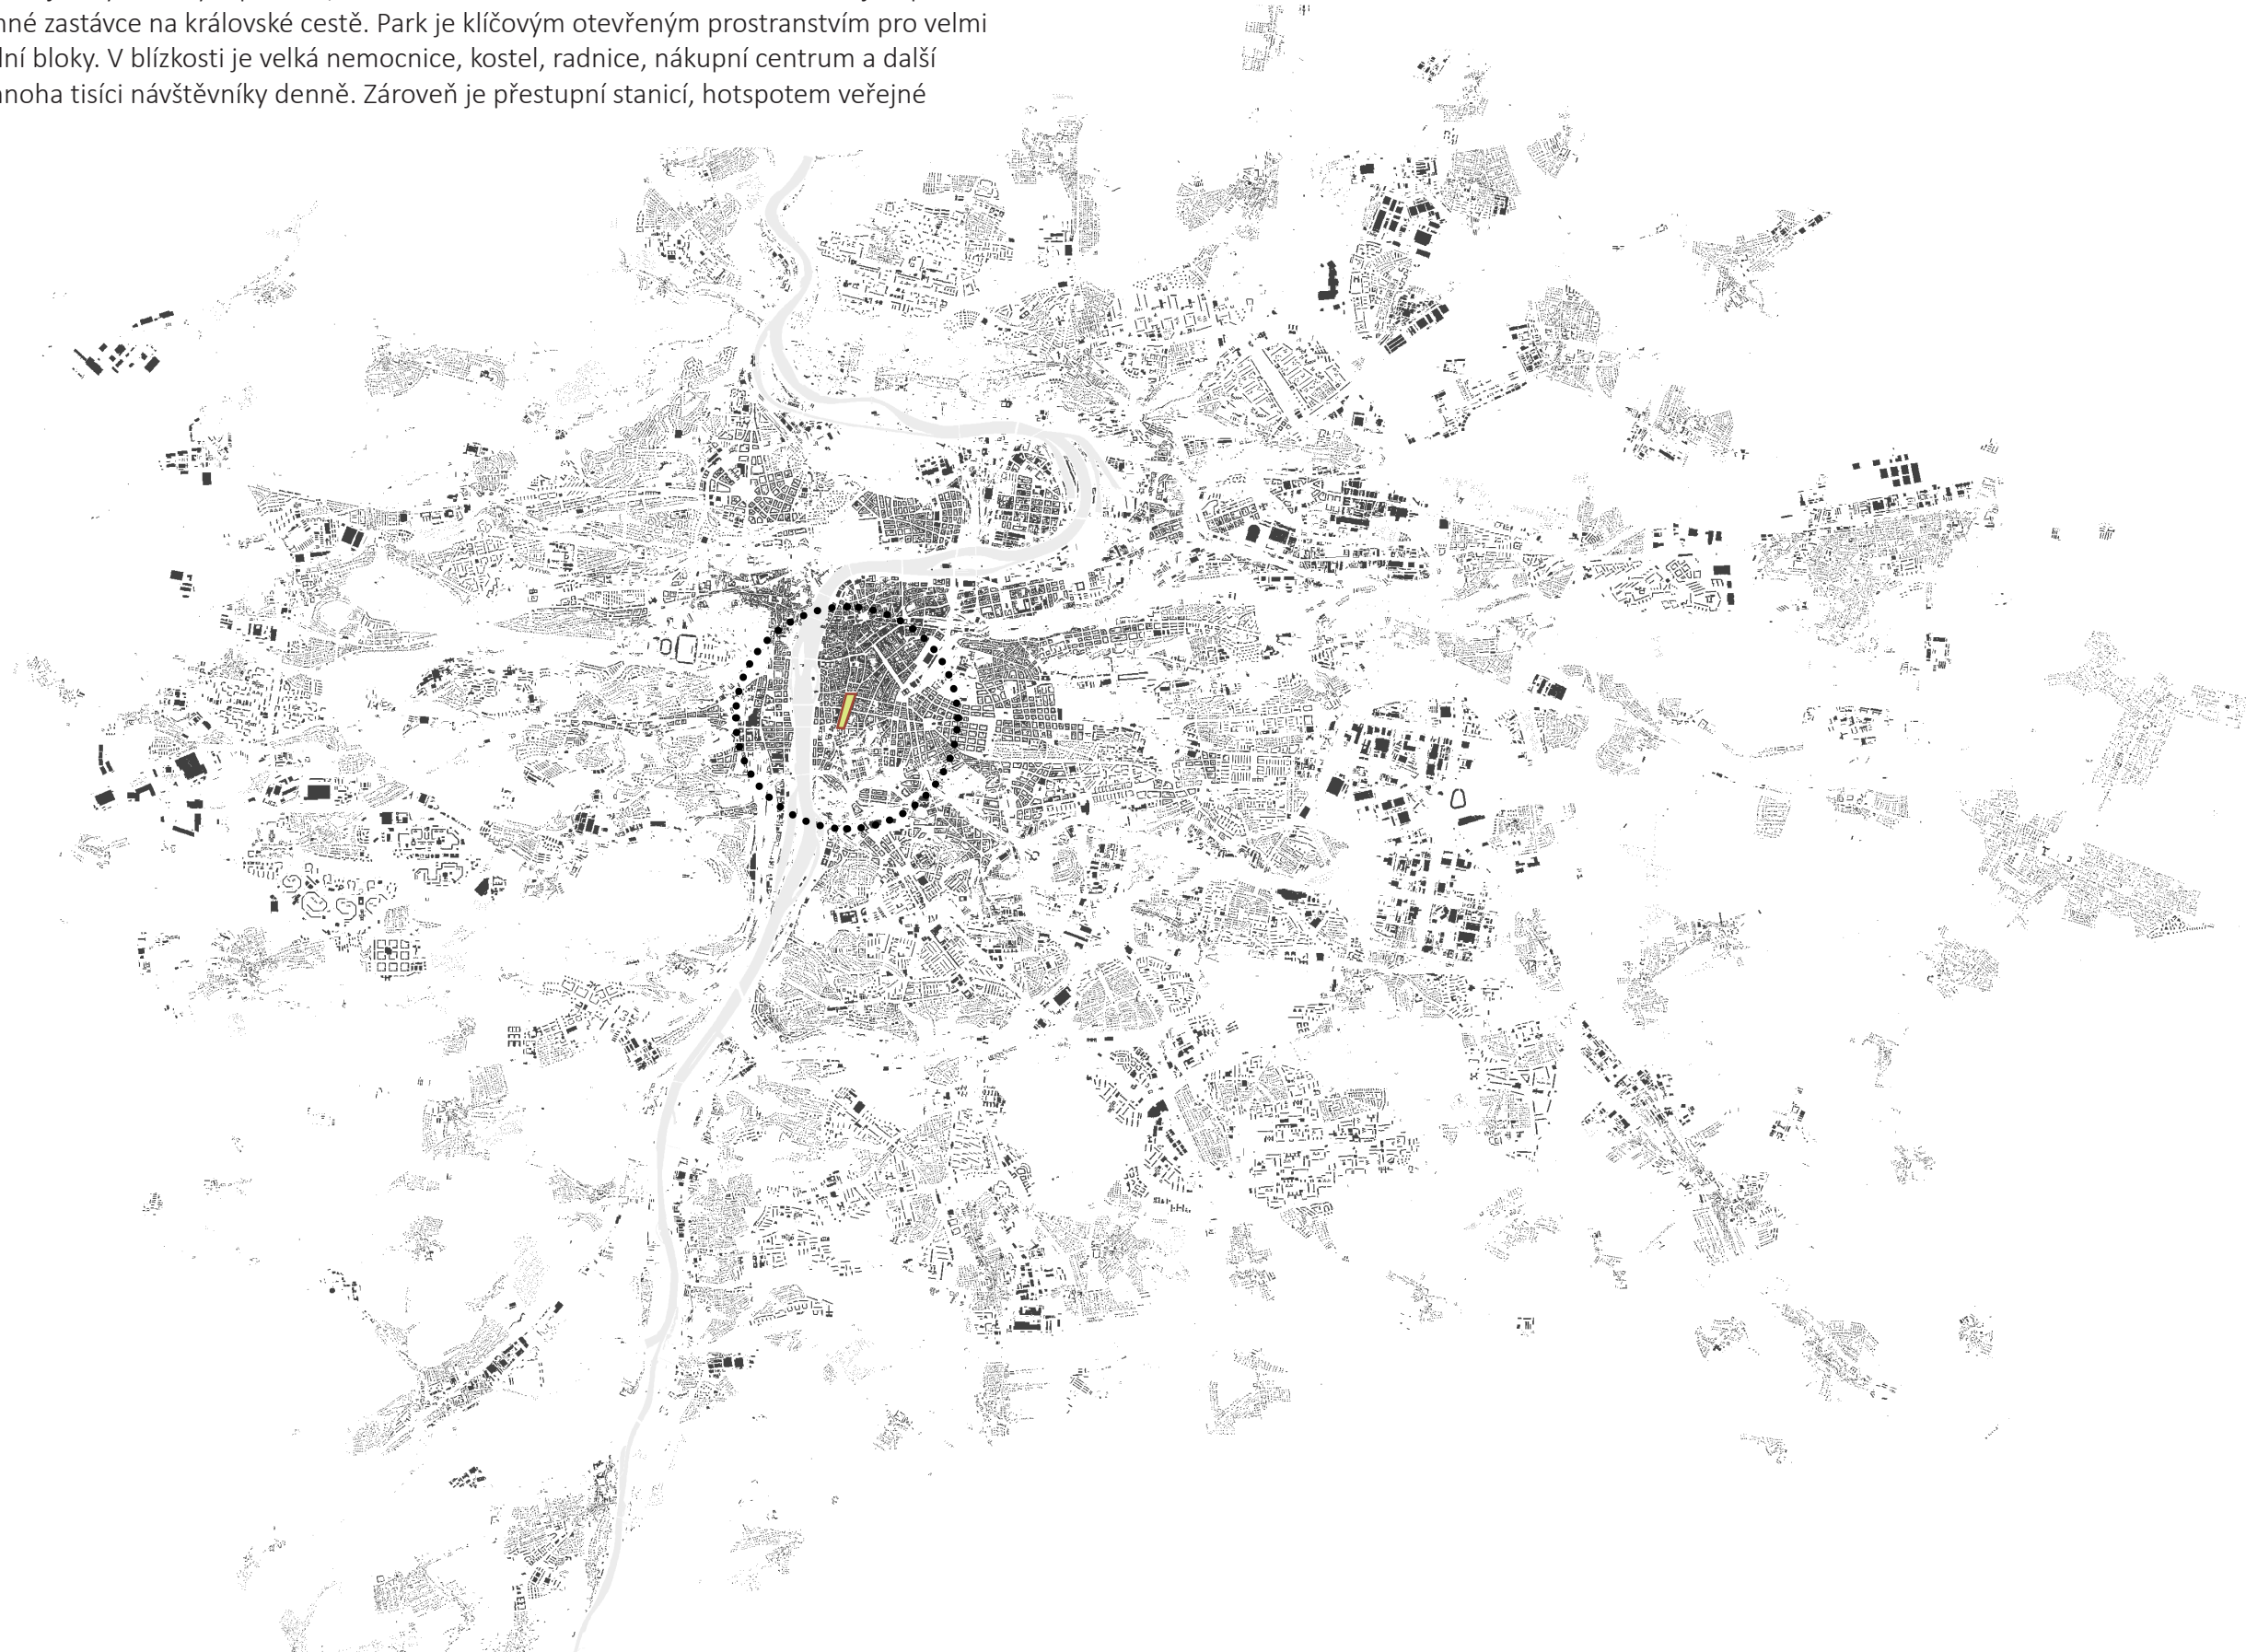 nné zastávce na královské cestě. Park je klíčovým otevřeným prostranstvím pro velmi
lní bloky. V blízkosti je velká nemocnice, kostel, radnice, nákupní centrum a další
mnoha tisíci návštěvníky denně. Zároveň je přestupní stanicí, hotspotem veřejné